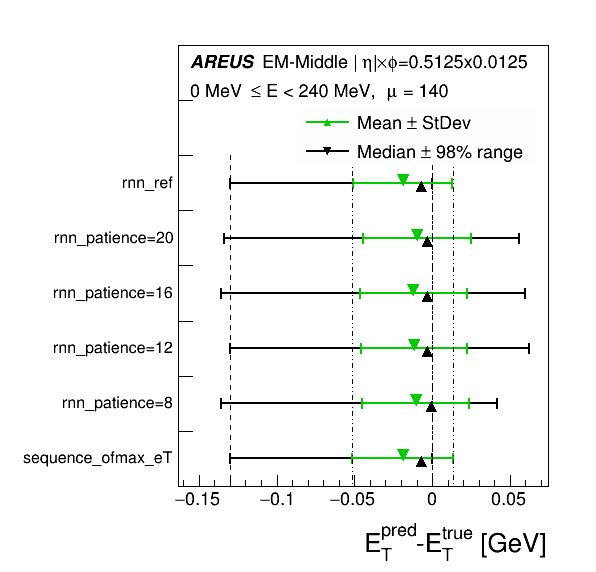 AREUS EM-Middle | η|×ϕ=0.5125x0.0125
0 MeV ≤ E < 240 MeV, μ = 140
Mean ± StDev
Median ± 98% range
rnn_ref
rnn_patience=20
rnn_patience=16
rnn_patience=12
rnn_patience=8
sequence_ofmax_eT
−0.15 −0.1 −0.05 0 0.05
E_T^pred-E_T^true [GeV]